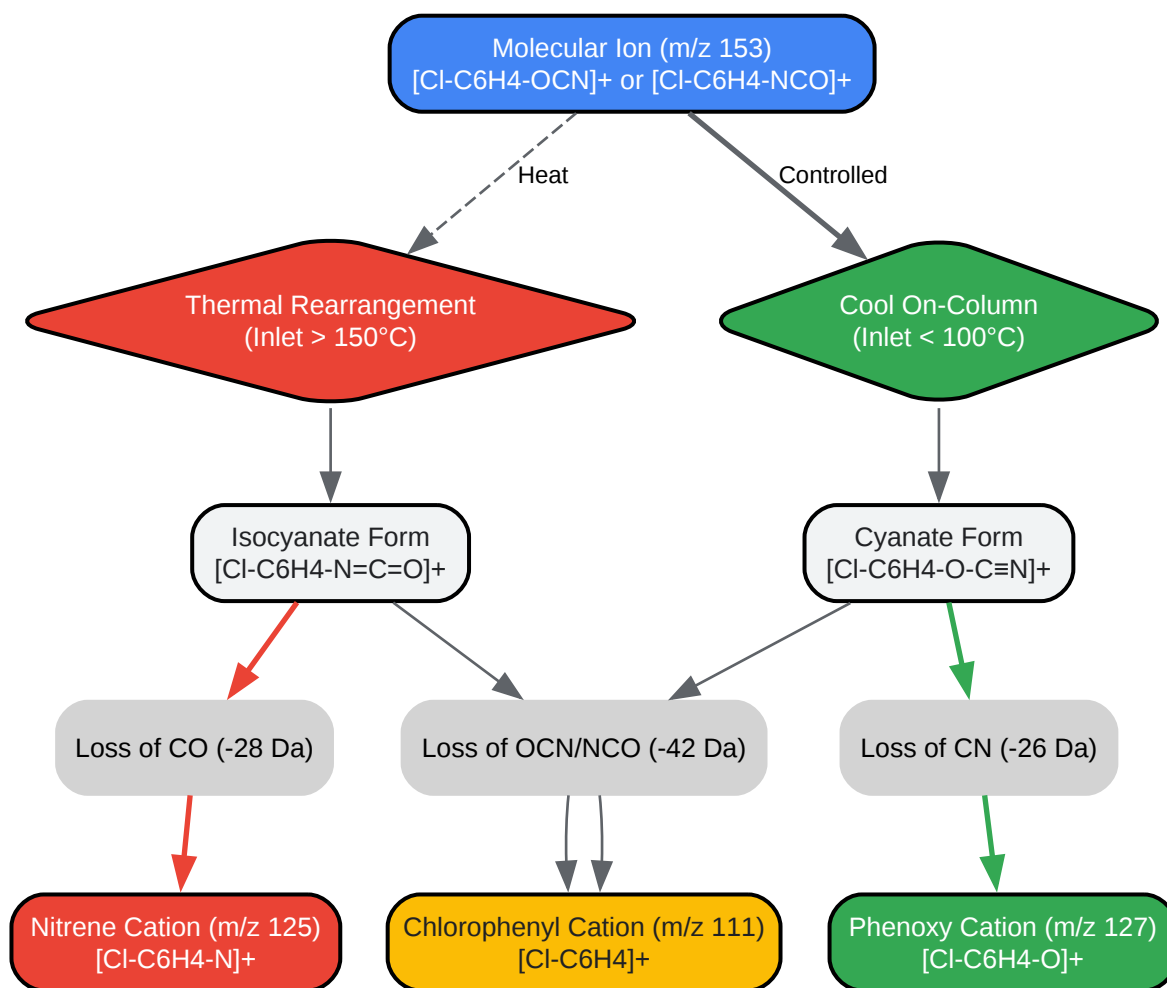 Molecular Ion (m/z 153)
[Cl-C6H4-OCN]+ or [Cl-C6H4-NCO]+
Heat
Controlled
Thermal Rearrangement
(Inlet > 150°C)
Cool On-Column
(Inlet < 100°C)
Isocyanate Form
[Cl-C6H4-N=C=O]+
Cyanate Form
[Cl-C6H4-O-C≡N]+
Loss of CO (-28 Da)
Loss of OCN/NCO (-42 Da)
Loss of CN (-26 Da)
Nitrene Cation (m/z 125)
[Cl-C6H4-N]+
Chlorophenyl Cation (m/z 111)
[Cl-C6H4]+
Phenoxy Cation (m/z 127)
[Cl-C6H4-O]+